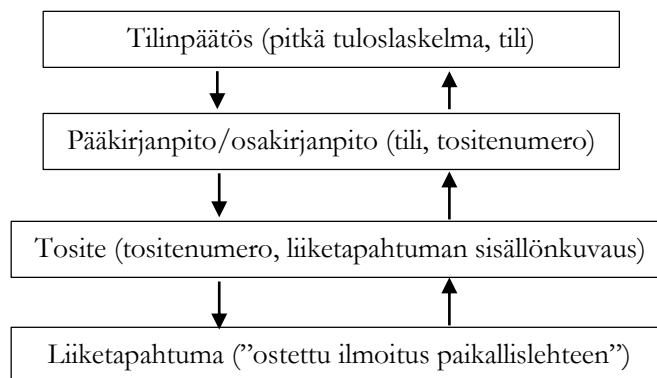 Tilinpäätös (pitkä tuloslaskelma, tili)
Pääkirjanpito/osakirjanpito (tili, tositenumero)
Tosite (tositenumero, liiketapahtuman sisällönkuvaus)
Liiketapahtuma (”ostettu ilmoitus paikallislehteen”)